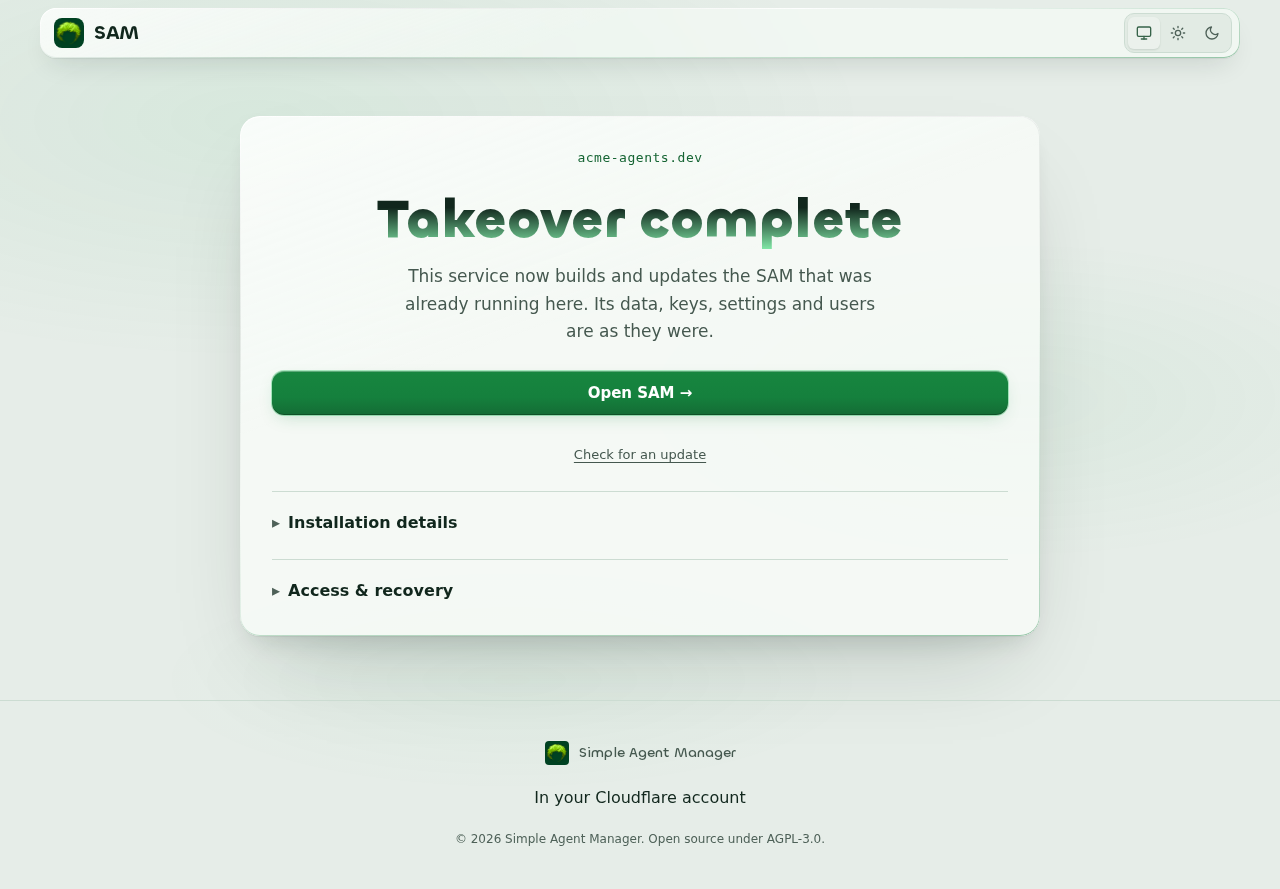 SAM
acme-agents.dev
Takeover complete
This service now builds and updates the SAM that was
already running here. Its data, keys, settings and users
are as they were.
Open SAM →
Check for an update
▸ Installation details
▸ Access & recovery
Simple Agent Manager
In your Cloudflare account
© 2026 Simple Agent Manager. Open source under AGPL-3.0.